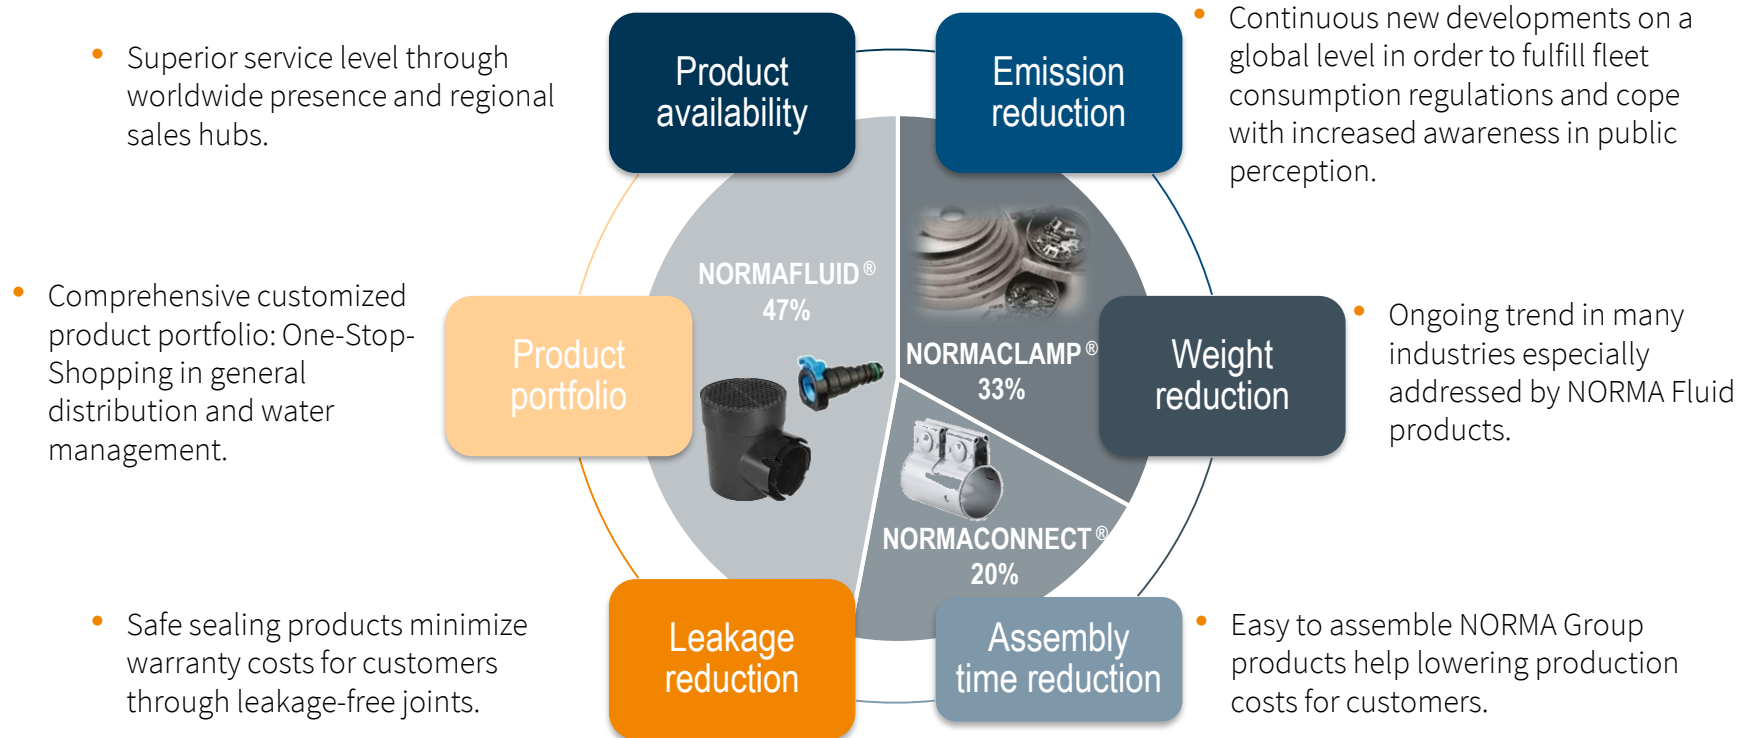 • Superior service level through
worldwide presence and regional
sales hubs.
Product
availability
Emission
reduction
• Continuous new developments on a
global level in order to fulfill fleet
consumption regulations and cope
with increased awareness in public
perception.
• Comprehensive customized
product portfolio: One-Stop-
Shopping in general
distribution and water
management.
Product
portfolio
NORMAFLUID®
47%
NORMACLAMP®
33%
Weight
reduction
• Ongoing trend in many
industries especially
addressed by NORMA Fluid
products.
NORMACONNECT®
20%
• Safe sealing products minimize
warranty costs for customers
through leakage-free joints.
Leakage
reduction
Assembly
time reduction
• Easy to assemble NORMA Group
products help lowering production
costs for customers.